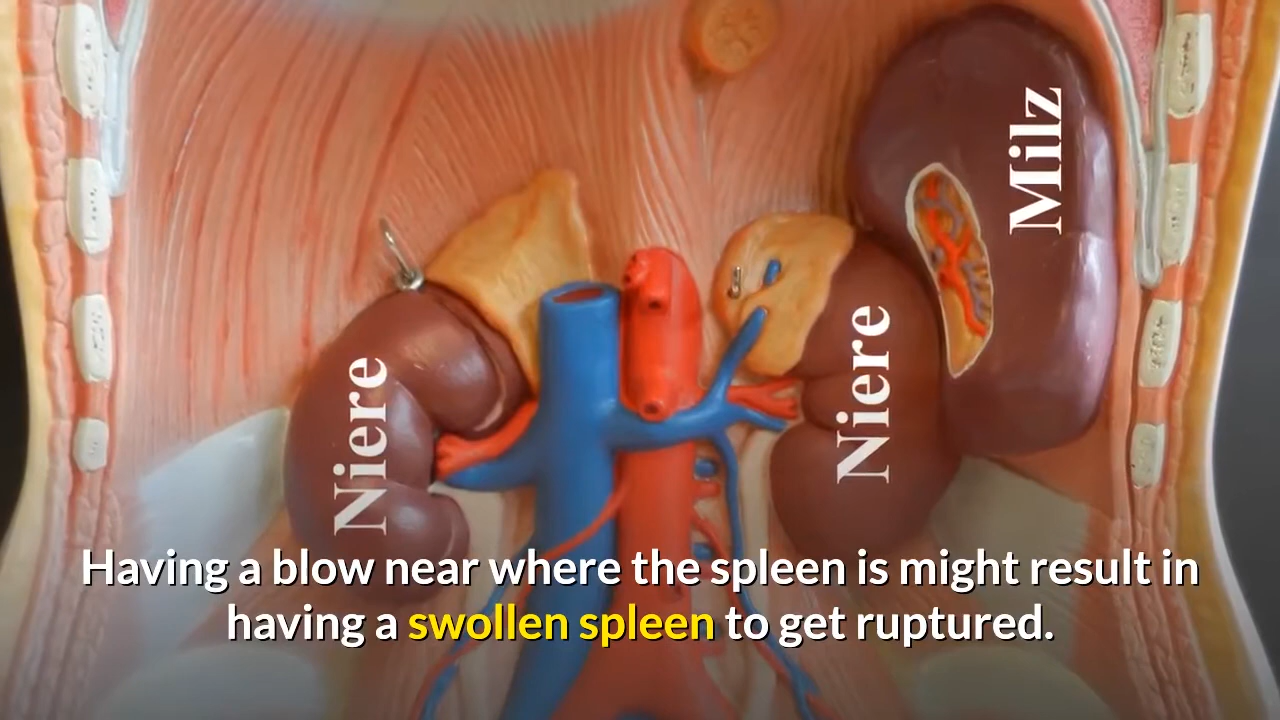 Milz
Niere
Niere
Having a blow near where the spleen is might result in
having a swollen spleen to get ruptured.